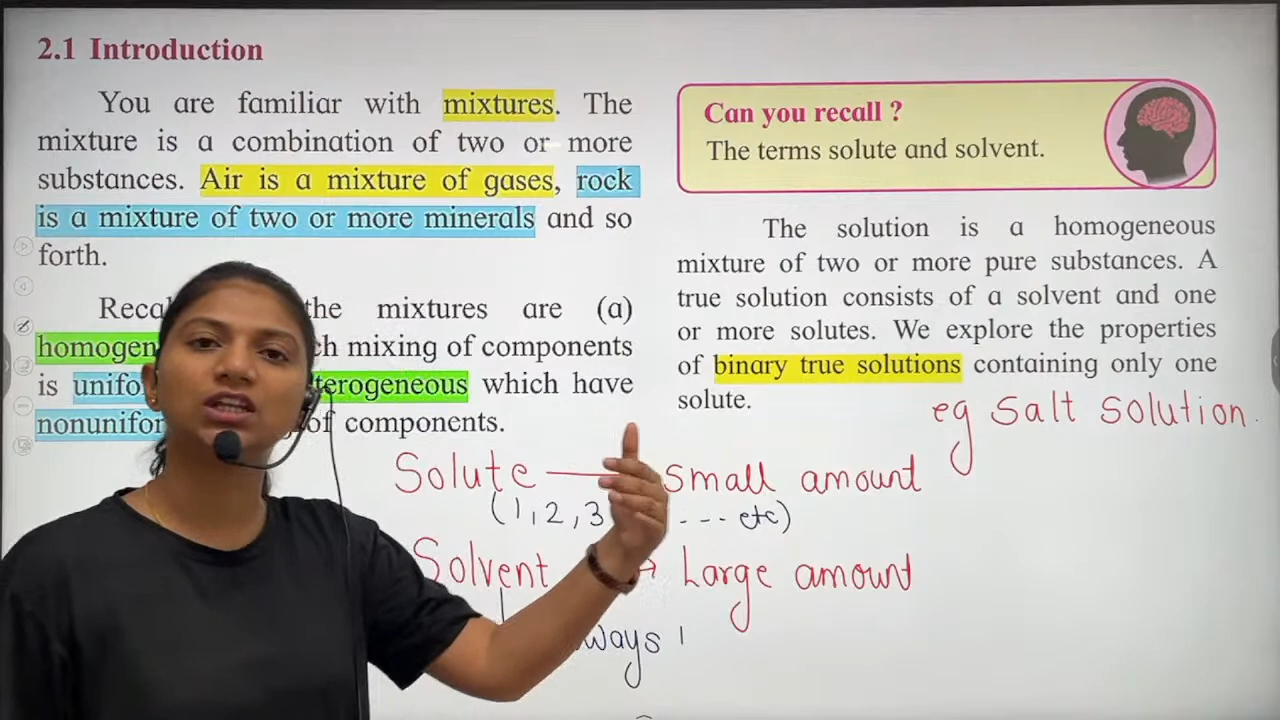 2.1 Introduction
You are familiar with mixtures. The
mixture is a combination of two or more
substances. Air is a mixture of gases, rock
is a mixture of two or more minerals and so
forth.
the mixtures are (a)
mixing of components
is
which have
of components.
Can you recall ?
The terms solute and solvent.
The solution is a homogeneous
mixture of two or more pure substances. A
true solution consists of a solvent and one
or more solutes. We explore the properties
of binary true solutions containing only one
solute.
eg Salt Solution
Solute → small amount
(1, 2, 3 ---- etc)
Solvent → Large amount
1